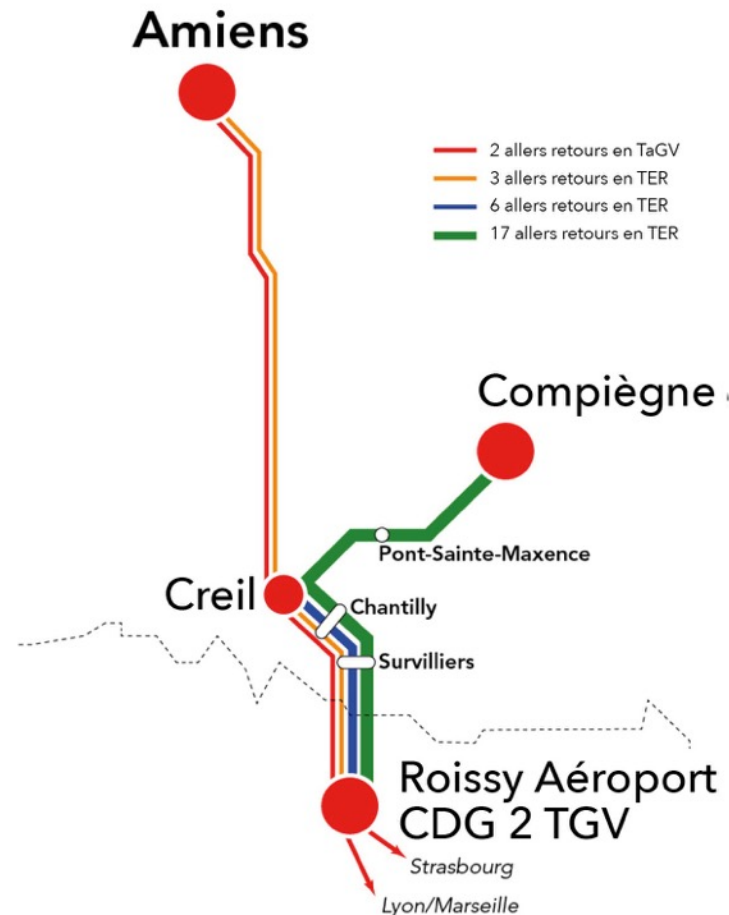 Amiens
2 allers retours en TaGV
3 allers retours en TER
6 allers retours en TER
17 allers retours en TER
Compiègne
Pont-Sainte-Maxence
Creil
Chantilly
Survilliers
Roissy Aéroport
CDG 2 TGV
Strasbourg
Lyon/Marseille